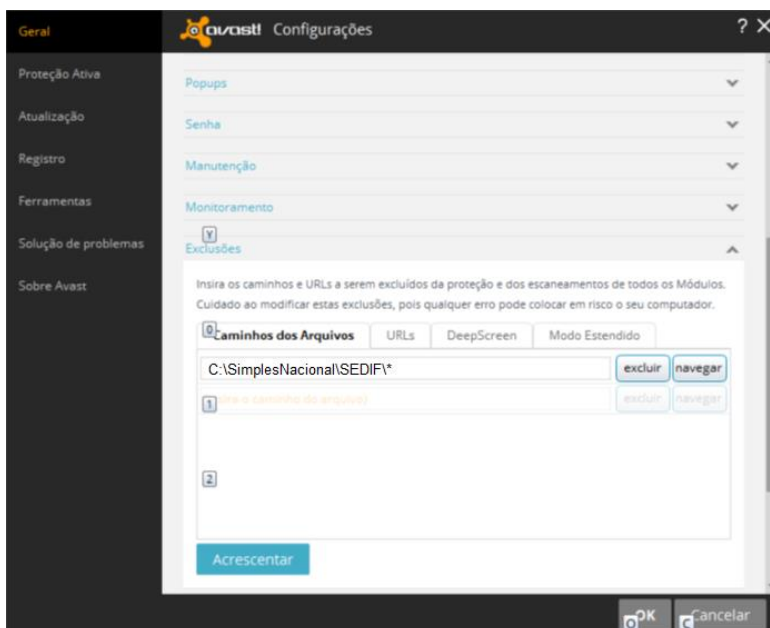 Geral
avast! Configurações
? X
Proteção Ativa
Atualização
Registro
Ferramentas
Solução de problemas
Sobre Avast
Popups
Senha
Manutenção
Monitoramento
Y
Exclusões
Insira os caminhos e URLs a serem excluídos da proteção e dos escaneamentos de todos os Módulos.
Cuidado ao modificar estas exclusões, pois qualquer erro pode colocar em risco o seu computador.
0
Caminhos dos Arquivos URLs DeepScreen Modo Estendido
C:\SimplesNacional\SEDIF\* excluir navegar
1 o caminho do arquivo) excluir navegar
2
Acrescentar
O OK C Cancelar